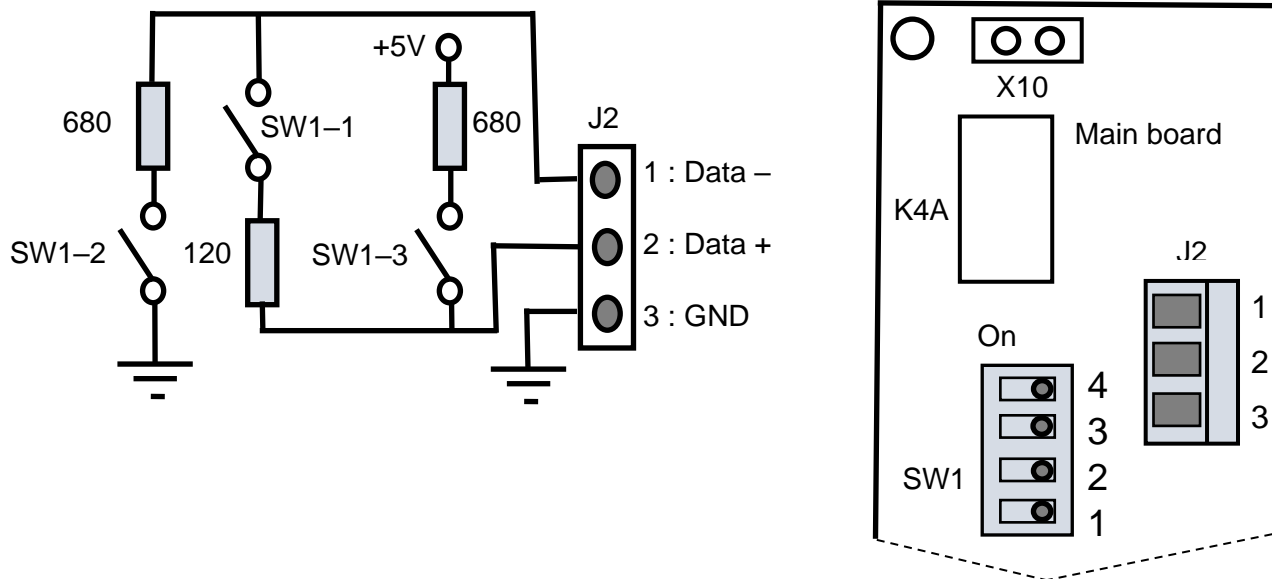 +5V
680
SW1–1
680
J2
1 : Data –
SW1–2
120
SW1–3
2 : Data +
3 : GND
X10
Main board
K4A
J2
1
2
3
On
4
3
SW1
2
1